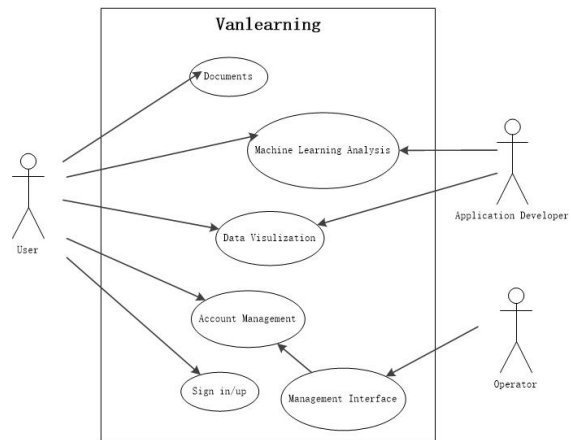 Vanlearning
Documents
Machine Learning Analysis
Application Developer
Data Visulization
User
Account Management
Sign in/up
Management Interface
Operator